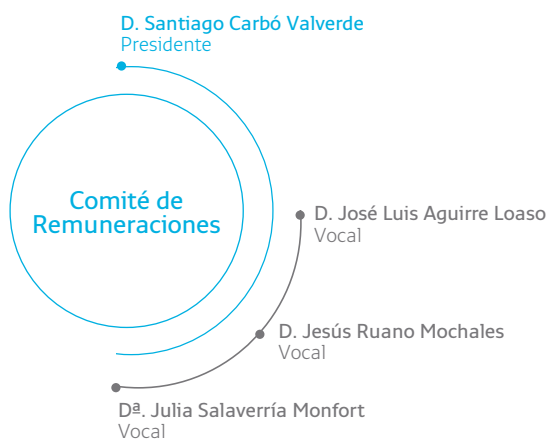 D. Santiago Carbó Valverde
Presidente
Comité de
Remuneraciones
D. José Luis Aguirre Loaso
Vocal
D. Jesús Ruano Mochales
Vocal
Dª. Julia Salaverría Monfort
Vocal